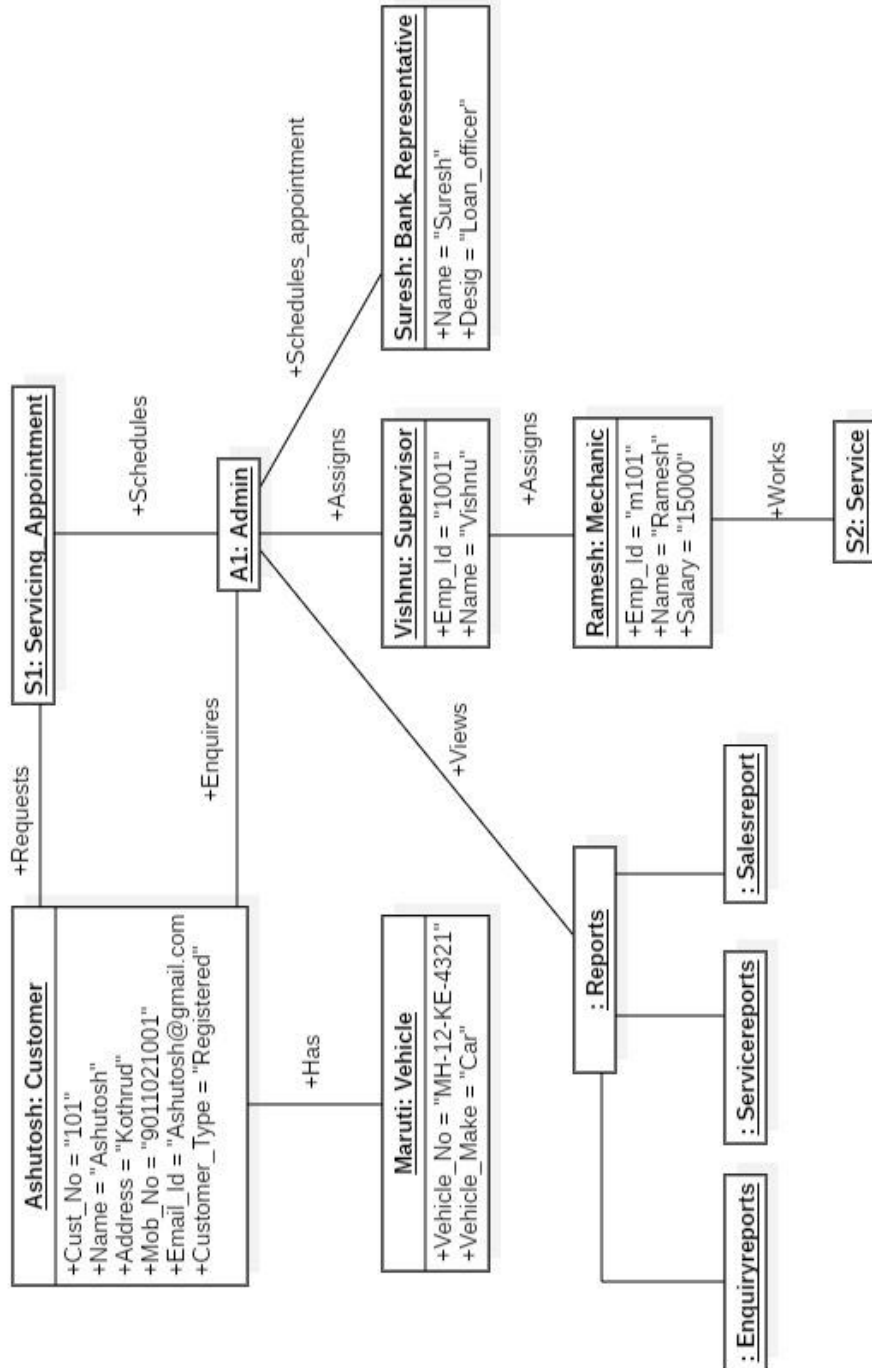 Ashutosh: Customer
+Cust_No = "101"
+Name = "Ashutosh"
+Address = "Kothrud"
+Mob_No = "9011021001"
+Email_Id = "Ashutosh@gmail.com
+Customer_Type = "Registered"
+Requests
S1: Servicing_Appointment
+Enquires
+Schedules
A1: Admin
+Has
+Schedules_appointment
+Assigns
+Views
Maruti: Vehicle
+Vehicle_No = "MH-12-KE-4321"
+Vehicle_Make = "Car"
Vishnu: Supervisor
+Emp_Id = "1001"
+Name = "Vishnu"
Suresh: Bank_Representative
+Name = "Suresh"
+Desig = "Loan_officer"
+Assigns
: Reports
Ramesh: Mechanic
+Emp_Id = "m101"
+Name = "Ramesh"
+Salary = "15000"
+Works
: Enquiryreport
: Servicereports
: Salesreport
S2: Service